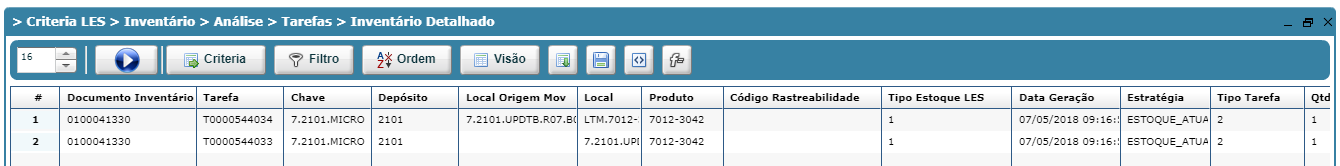 > Criteria LES > Inventário > Análise > Tarefas > Inventário Detalhado
16 Criteria Filtro Ordem Visão
# Documento Inventário Tarefa Chave Depósito Local Origem Mov Local Produto Código Rastreabilidade Tipo Estoque LES Data Geração Estratégia Tipo Tarefa Qtd
1 0100041330 T0000544034 7.2101.MICRO 2101 7.2101.UPDTB.R07.B0 LTM.7012-3 7012-3042 1 07/05/2018 09:16: ESTOQUE_ATUA 2 1
2 0100041330 T0000544033 7.2101.MICRO 2101 7.2101.UPI 7012-3042 1 07/05/2018 09:16: ESTOQUE_ATUA 2 1